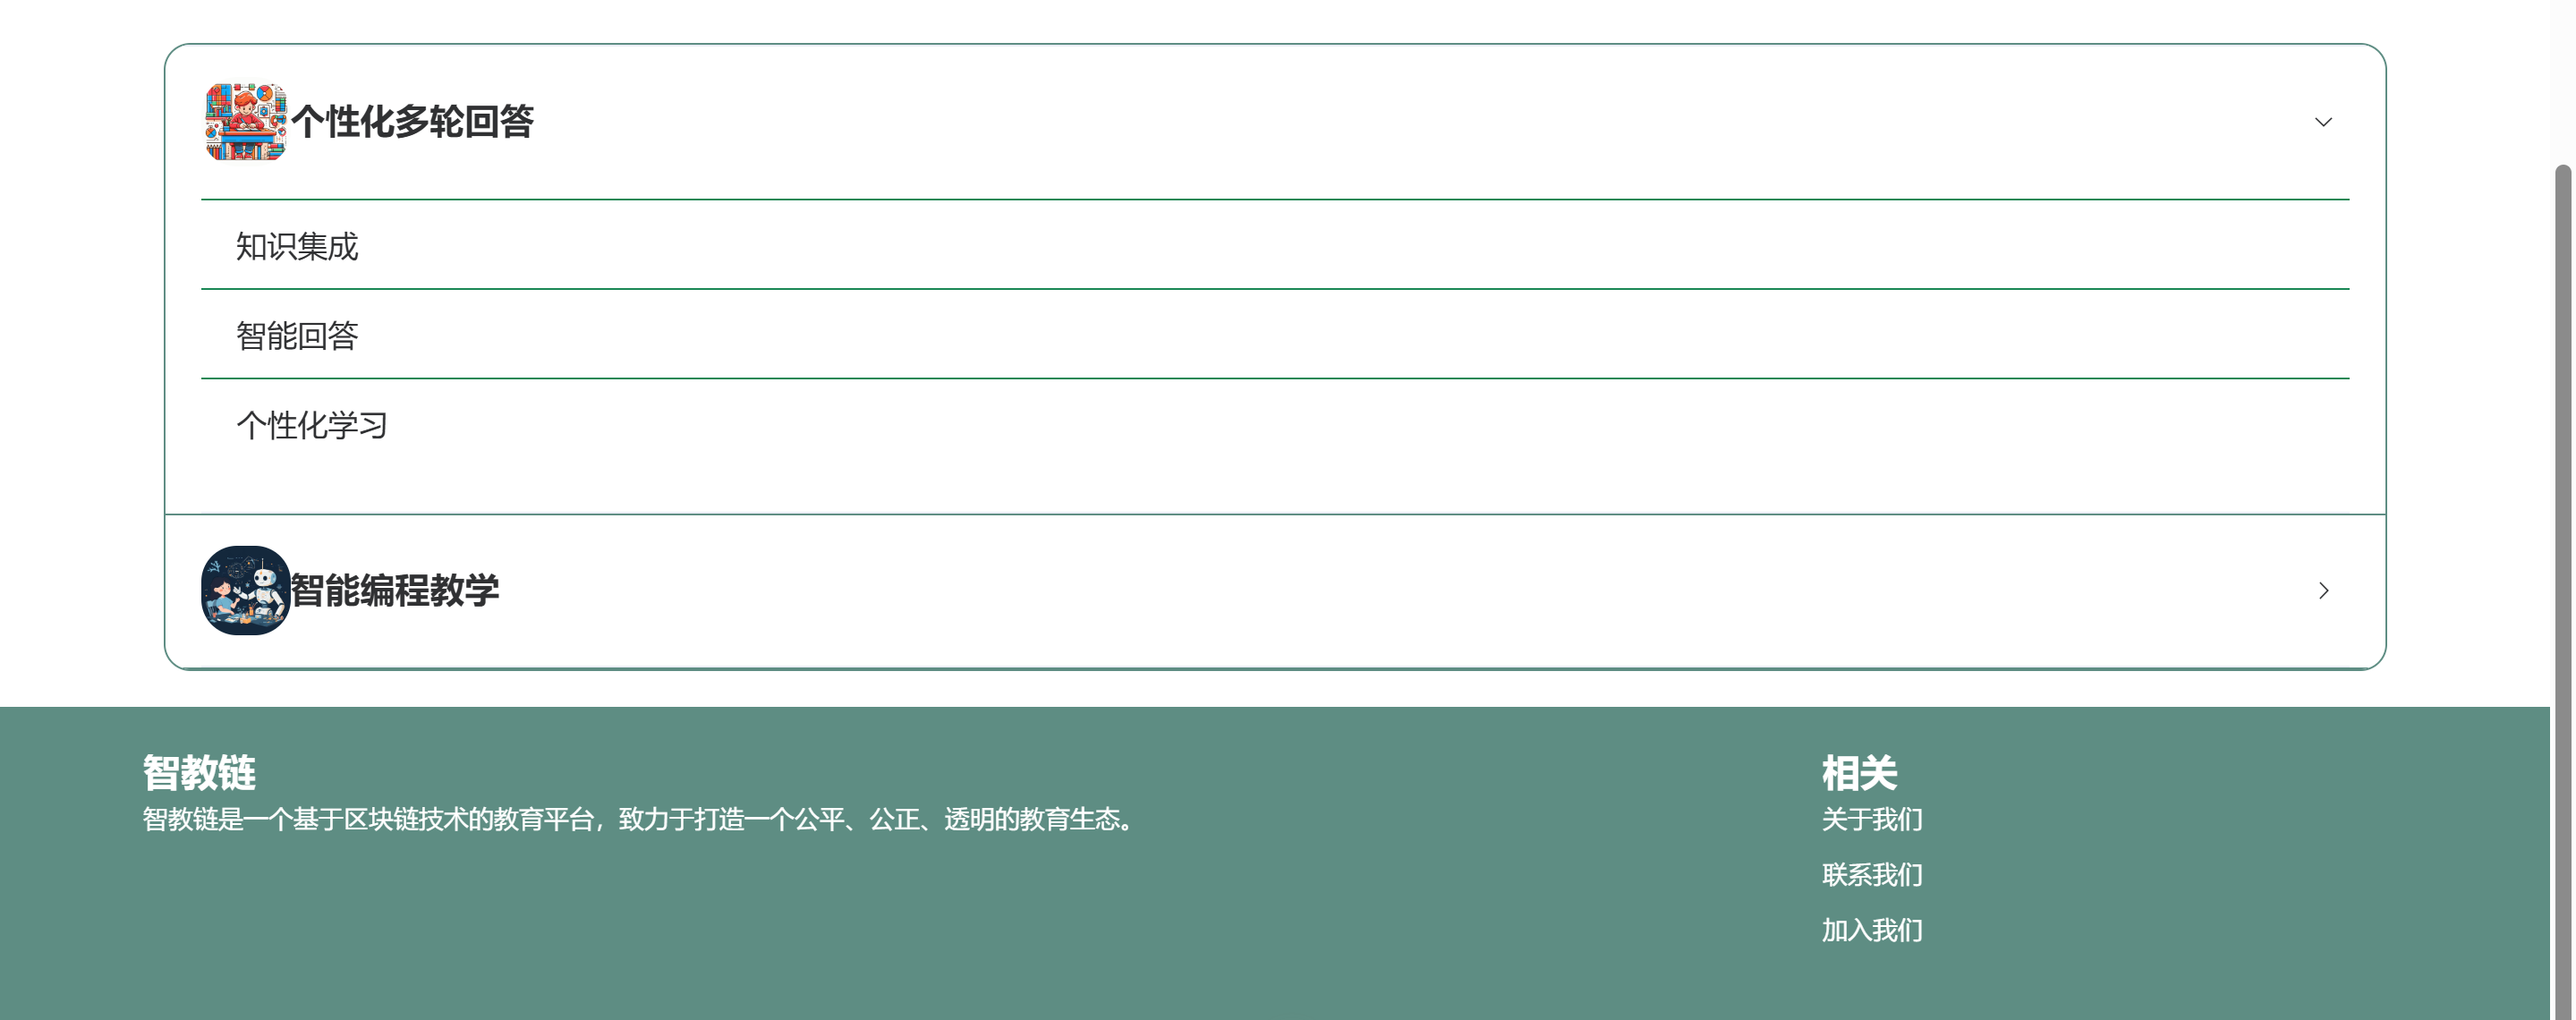 个性化多轮回答
知识集成
智能回答
个性化学习
智能编程教学
智教链
智教链是一个基于区块链技术的教育平台，致力于打造一个公平、公正、透明的教育生态。
相关
关于我们
联系我们
加入我们